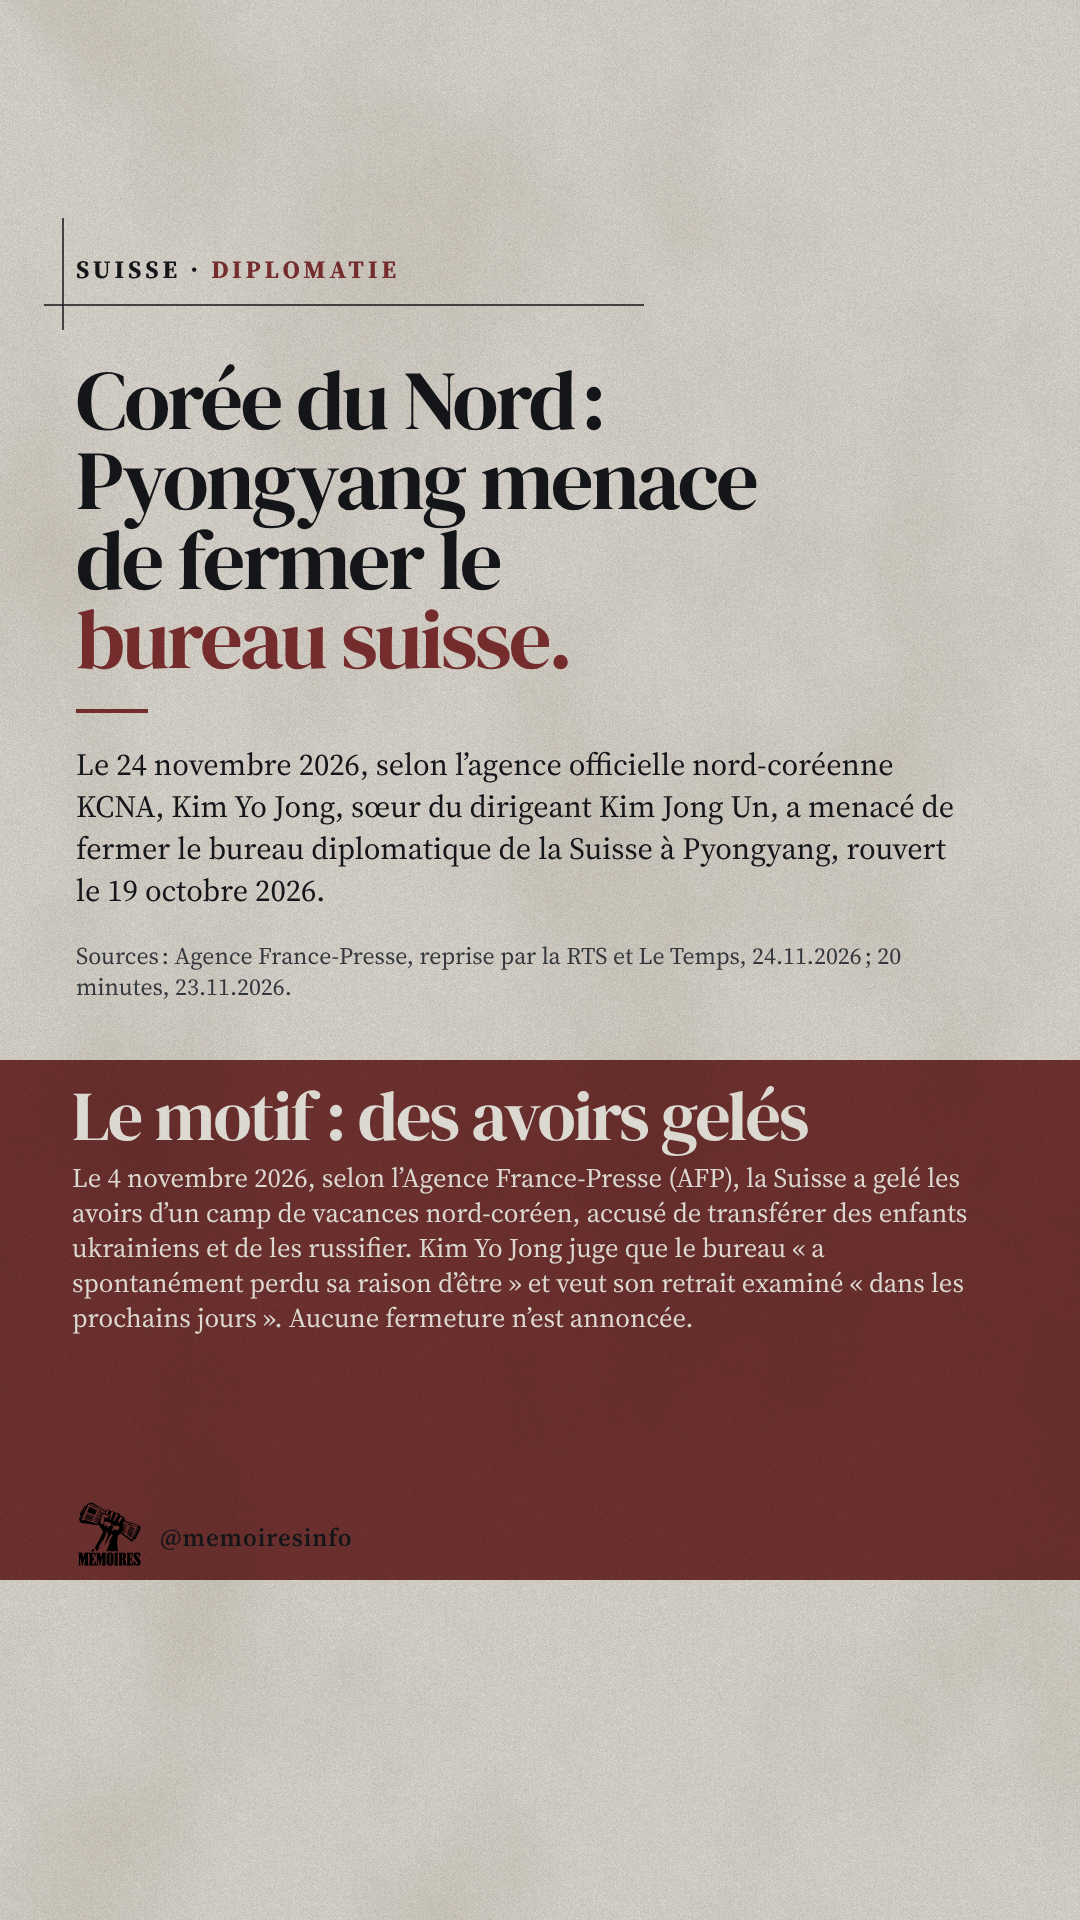 SUISSE · DIPLOMATIE
Corée du Nord :
Pyongyang menace
de fermer le
bureau suisse.
Le 24 novembre 2026, selon l’agence officielle nord-coréenne
KCNA, Kim Yo Jong, sœur du dirigeant Kim Jong Un, a menacé de
fermer le bureau diplomatique de la Suisse à Pyongyang, rouvert
le 19 octobre 2026.
Sources : Agence France-Presse, reprise par la RTS et Le Temps, 24.11.2026 ; 20
minutes, 23.11.2026.
Le motif : des avoirs gelés
Le 4 novembre 2026, selon l’Agence France-Presse (AFP), la Suisse a gelé les
avoirs d’un camp de vacances nord-coréen, accusé de transférer des enfants
ukrainiens et de les russifier. Kim Yo Jong juge que le bureau « a
spontanément perdu sa raison d’être » et veut son retrait examiné « dans les
prochains jours ». Aucune fermeture n’est annoncée.
MÉMOIRES
@memoiresinfo